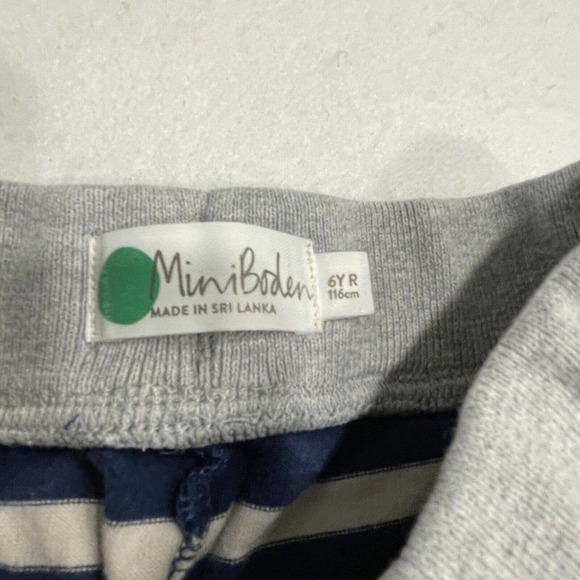 MiniBoden
MADE IN SRI LANKA
6Y R
116cm